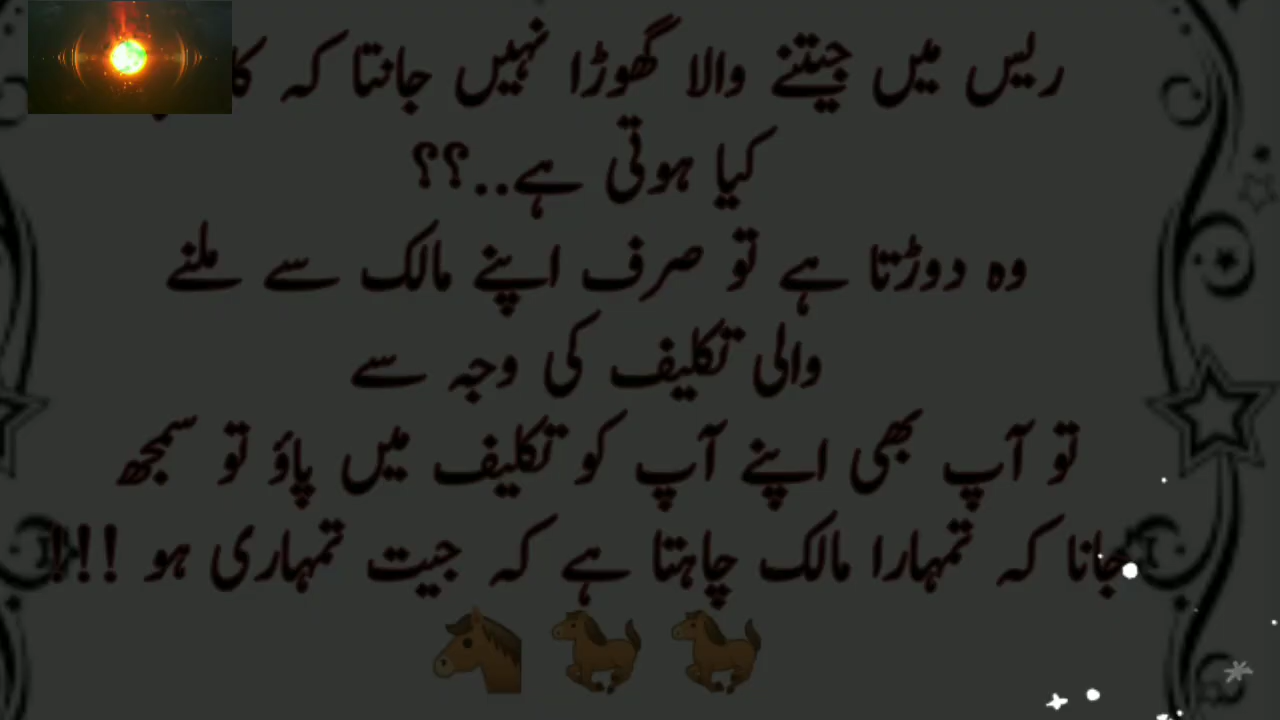 ریس میں جیتنے والا گھوڑا نہیں جانتا کہ
کیا ہوتی ہے..؟؟
وہ دوڑتا ہے تو صرف اپنے مالک سے ملنے
والی تکلیف کی وجہ سے
تو آپ بھی اپنے آپ کو تکلیف میں پاؤ تو سمجھ
جانا کہ تمہارا مالک چاہتا ہے کہ جیت تمہاری ہو !!!